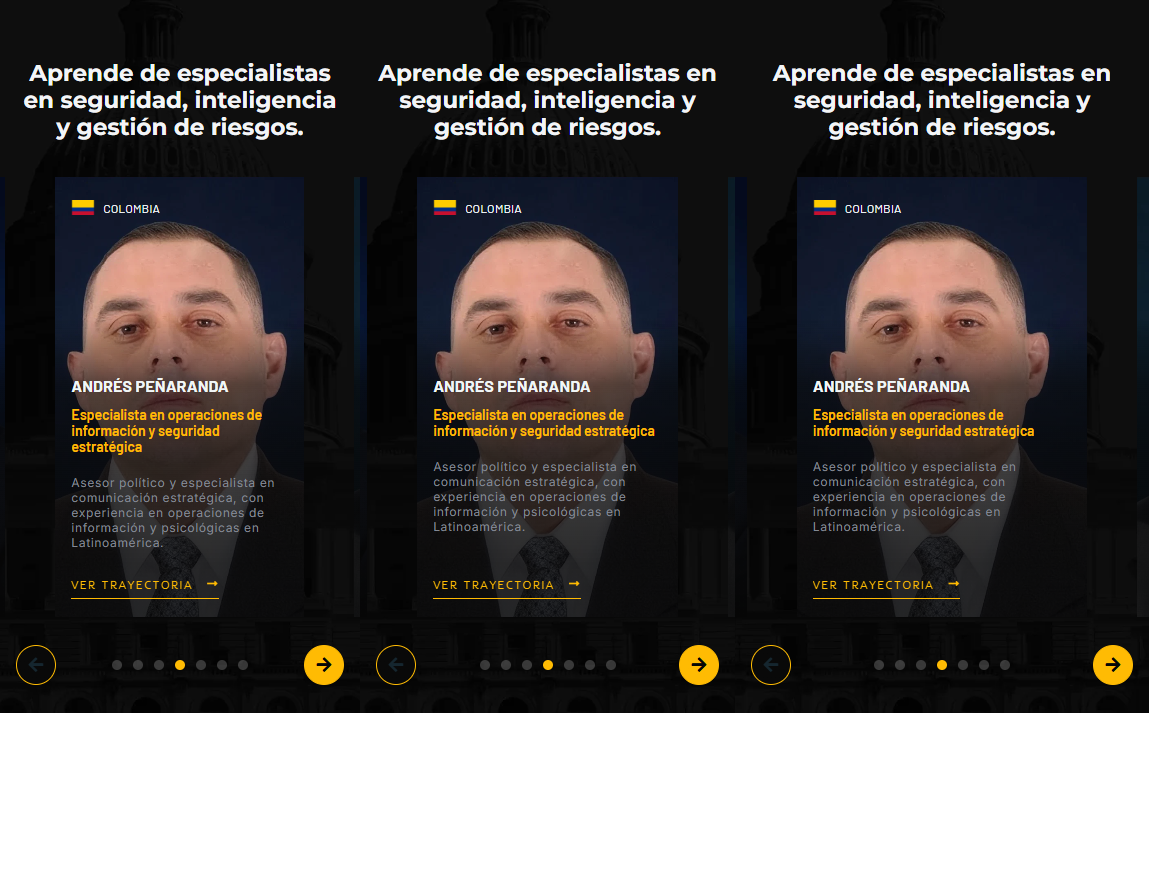 Aprende de especialistas
en seguridad, inteligencia
y gestión de riesgos.
COLOMBIA
ANDRÉS PEÑARANDA
Especialista en operaciones de
información y seguridad
estratégica
Asesor político y especialista en
comunicación estratégica, con
experiencia en operaciones de
información y psicológicas en
Latinoamérica.
VER TRAYECTORIA →
Aprende de especialistas en
seguridad, inteligencia y
gestión de riesgos.
COLOMBIA
ANDRÉS PEÑARANDA
Especialista en operaciones de
información y seguridad estratégica
Asesor político y especialista en
comunicación estratégica, con
experiencia en operaciones de
información y psicológicas en
Latinoamérica.
VER TRAYECTORIA →
Aprende de especialistas en
seguridad, inteligencia y
gestión de riesgos.
COLOMBIA
ANDRÉS PEÑARANDA
Especialista en operaciones de
información y seguridad estratégica
Asesor político y especialista en
comunicación estratégica, con
experiencia en operaciones de
información y psicológicas en
Latinoamérica.
VER TRAYECTORIA →